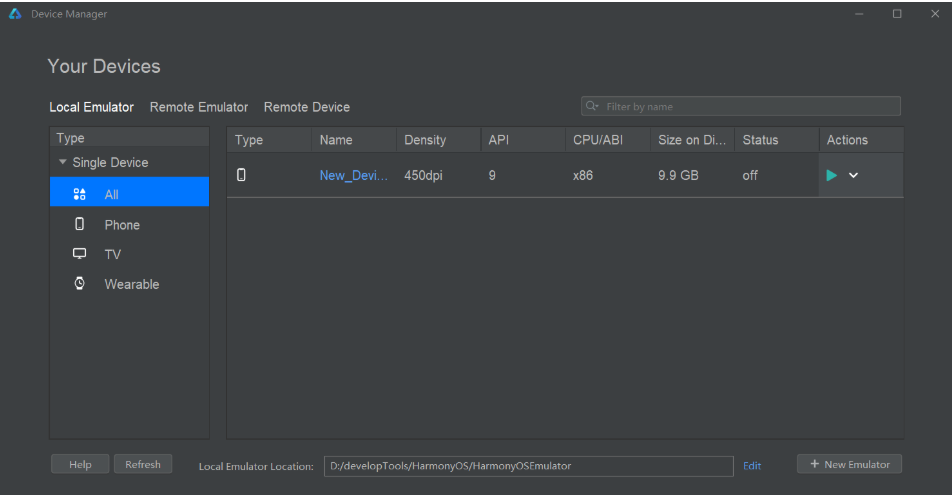 Device Manager
Your Devices
Local Emulator Remote Emulator Remote Device
Filter by name
Type
Single Device
All
Phone
TV
Wearable
Type Name Density API CPU/ABI Size on Di... Status Actions
New_Devi... 450dpi 9 x86 9.9 GB off
Help Refresh Local Emulator Location: D:/developTools/HarmonyOS/HarmonyOSEmulator Edit + New Emulator